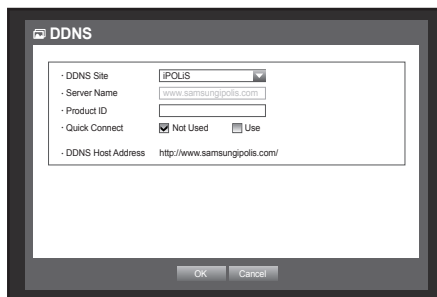 DDNS
· DDNS Site iPOLiS
· Server Name www.samsungipolis.com
· Product ID
· Quick Connect Not Used Use
· DDNS Host Address http://www.samsungipolis.com/
OK Cancel